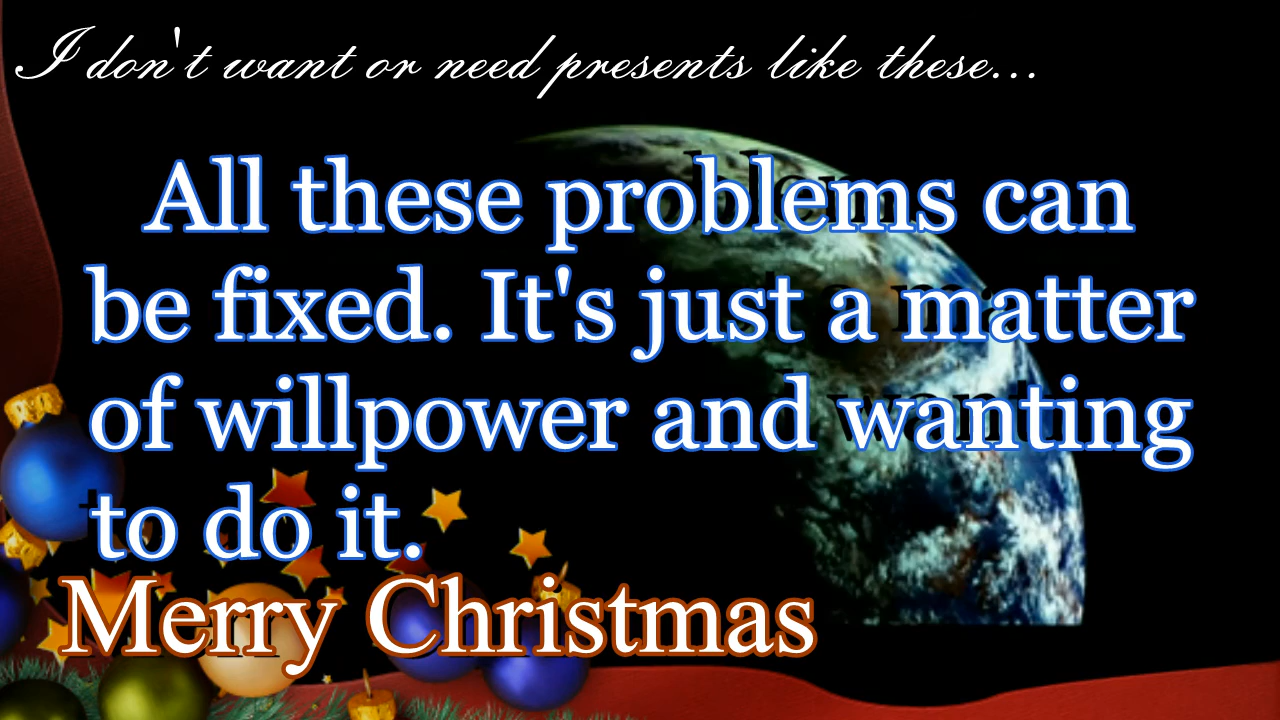 I don't want or need presents like these...
All these problems can
be fixed. It's just a matter
of willpower and wanting
to do it.
Merry Christmas